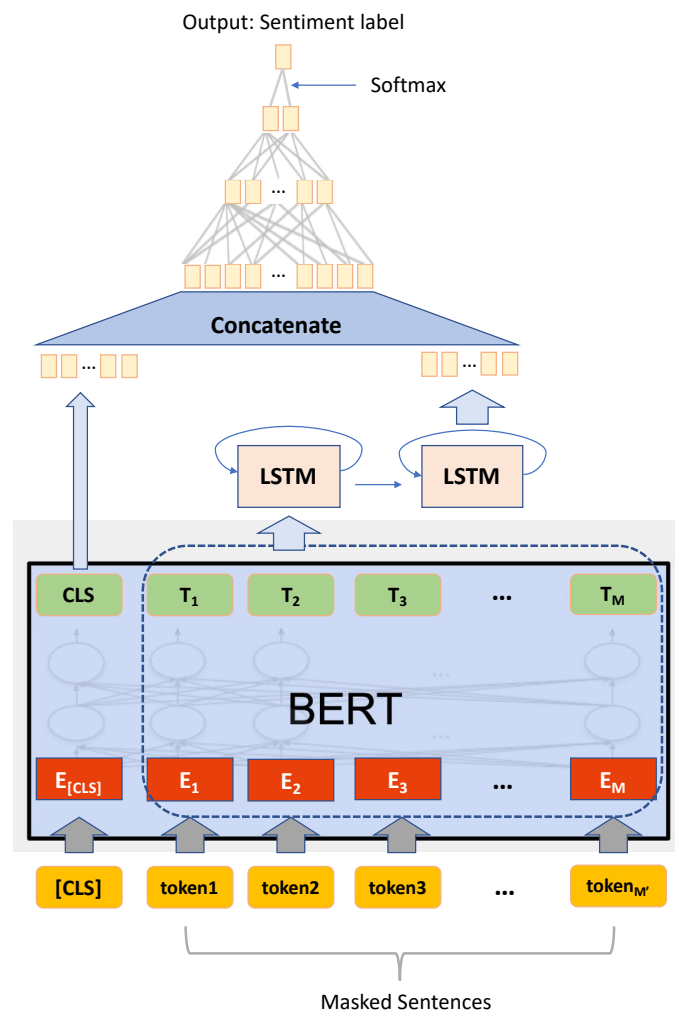 Output: Sentiment label
Softmax
...
...
Concatenate
... ...
LSTM LSTM
CLS T1 T2 T3 ... TM
...
BERT
...
E[CLS] E1 E2 E3 ... EM
[CLS] token1 token2 token3 ... tokenM'
Masked Sentences